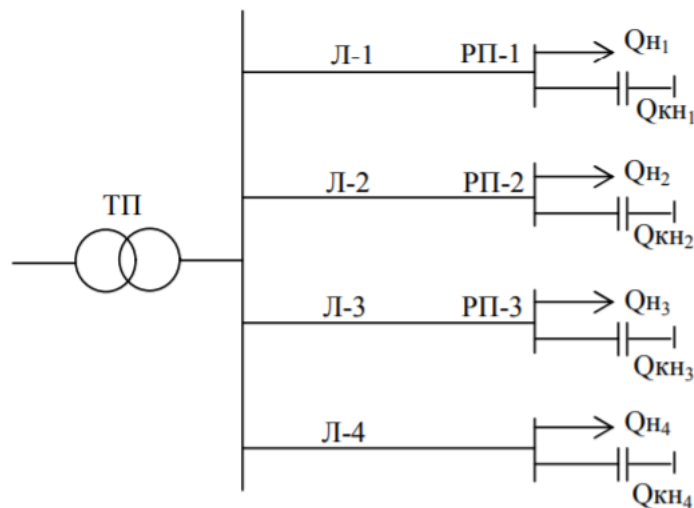 Qн₁
Л-1 РП-1
Qкн₁
Qн₂
Л-2 РП-2
Qкн₂
ТП
Qн₃
Л-3 РП-3
Qкн₃
Qн₄
Л-4
Qкн₄